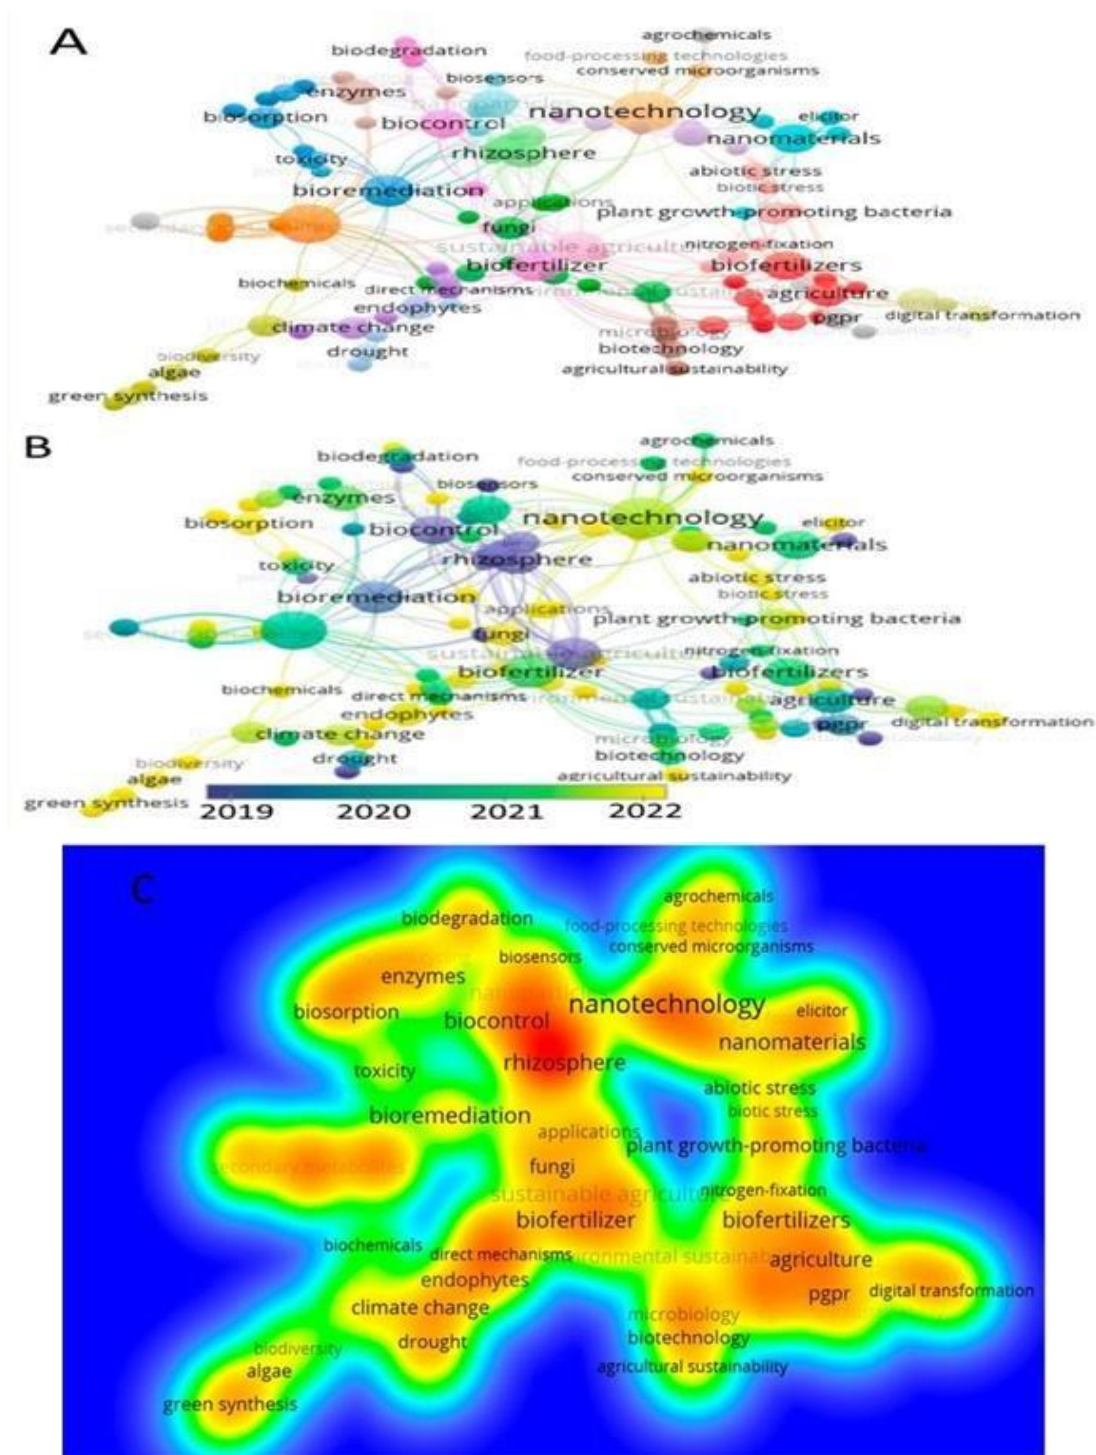 A
agrochemicals
biodegradation
food-processing technologies
conserved microorganisms
biosensors
enzymes
nanotechnology
biosorption
biocontrol
elicitor
nanomaterials
rhizosphere
toxicity
abiotic stress
bioremediation
biotic stress
applications
plant growth-promoting bacteria
fungi
sustainable agricultu
nitrogen-fixation
biofertilizer
biofertilizers
biochemicals
direct mechanisms
agriculture
endophytes
pgpr
digital transformation
climate change
microbiology
drought
biotechnology
biodiversity
agricultural sustainability
algae
green synthesis
B
agrochemicals
biodegradation
food-processing technologies
conserved microorganisms
biosensors
enzymes
nanotechnology
biosorption
biocontrol
elicitor
nanomaterials
rhizosphere
toxicity
abiotic stress
bioremediation
biotic stress
applications
plant growth-promoting bacteria
fungi
sustainable agricultu
nitrogen-fixation
biofertilizer
biofertilizers
biochemicals
direct mechanisms
agriculture
endophytes
pgpr
digital transformation
climate change
microbiology
drought
biotechnology
biodiversity
agricultural sustainability
algae
green synthesis
2019 2020 2021 2022
C
agrochemicals
biodegradation
food-processing technologies
conserved microorganisms
biosensors
enzymes
nanotechnology
biosorption
biocontrol
elicitor
nanomaterials
rhizosphere
toxicity
abiotic stress
bioremediation
biotic stress
applications
plant growth-promoting bacteria
fungi
secondary metabolites
sustainable agriculture
nitrogen-fixation
biofertilizer
biofertilizers
biochemicals
direct mechanisms
ironmental sustainab
agriculture
endophytes
pgpr
digital transformation
climate change
microbiology
drought
biotechnology
biodiversity
agricultural sustainability
algae
green synthesis